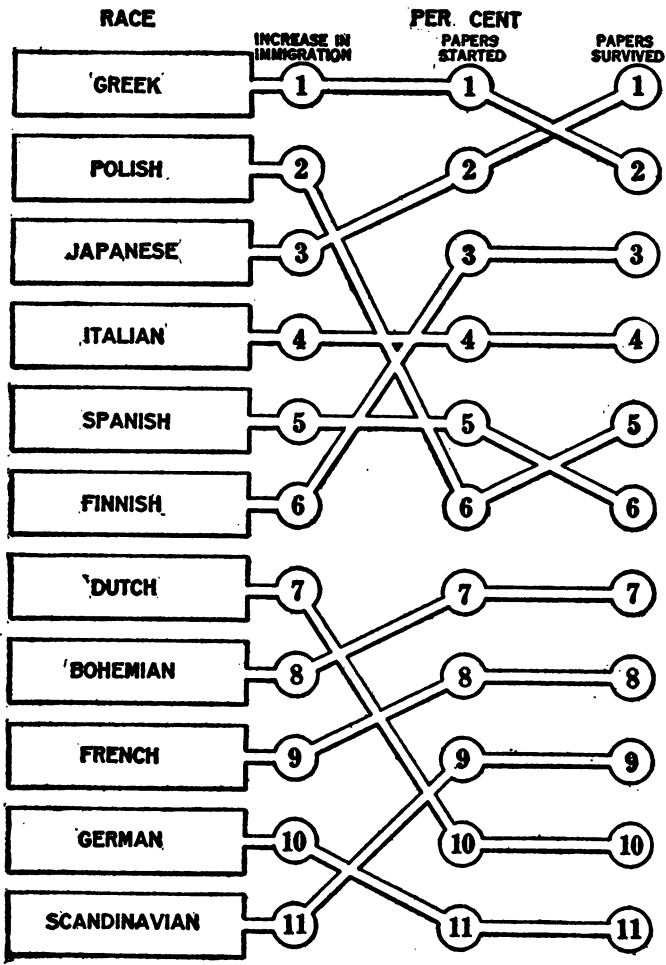 RACE
PER CENT
INCREASE IN
IMMIGRATION
PAPERS
STARTED
PAPERS
SURVIVED
GREEK 1 1 1
POLISH 2 2 2
JAPANESE 3 3 3
ITALIAN 4 4 4
SPANISH 5 5 5
FINNISH 6 6 6
DUTCH 7 7 7
BOHEMIAN 8 8 8
FRENCH 9 9 9
GERMAN 10 10 10
SCANDINAVIAN 11 11 11